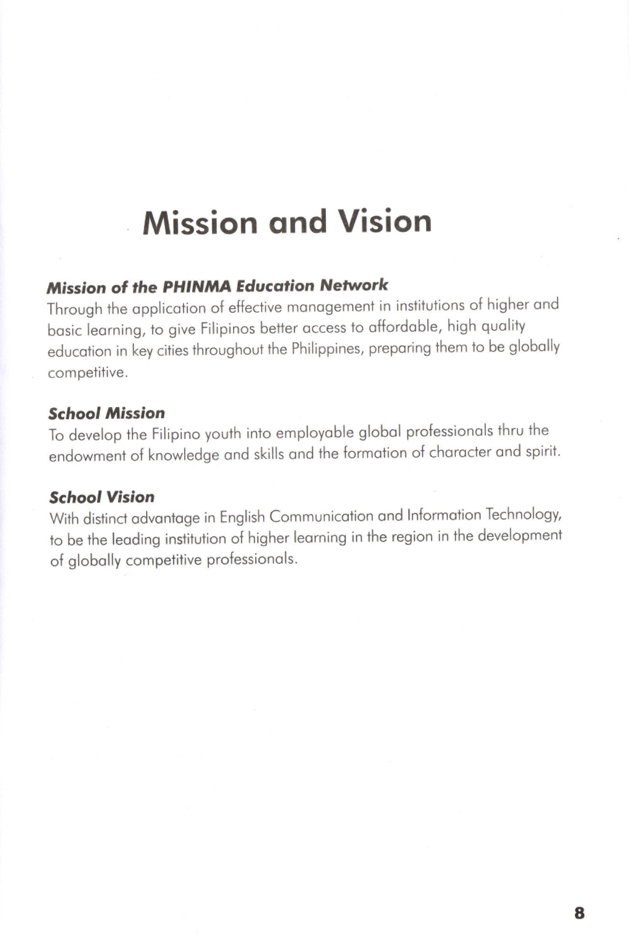 Mission and Vision
Mission of the PHINMA Education Network
Through the application of effective management in institutions of higher and
basic learning, to give Filipinos better access to affordable, high quality
education in key cities throughout the Philippines, preparing them to be globally
competitive.
School Mission
To develop the Filipino youth into employable global professionals thru the
endowment of knowledge and skills and the formation of character and spirit.
School Vision
With distinct advantage in English Communication and Information Technology,
to be the leading institution of higher learning in the region in the development
of globally competitive professionals.
8